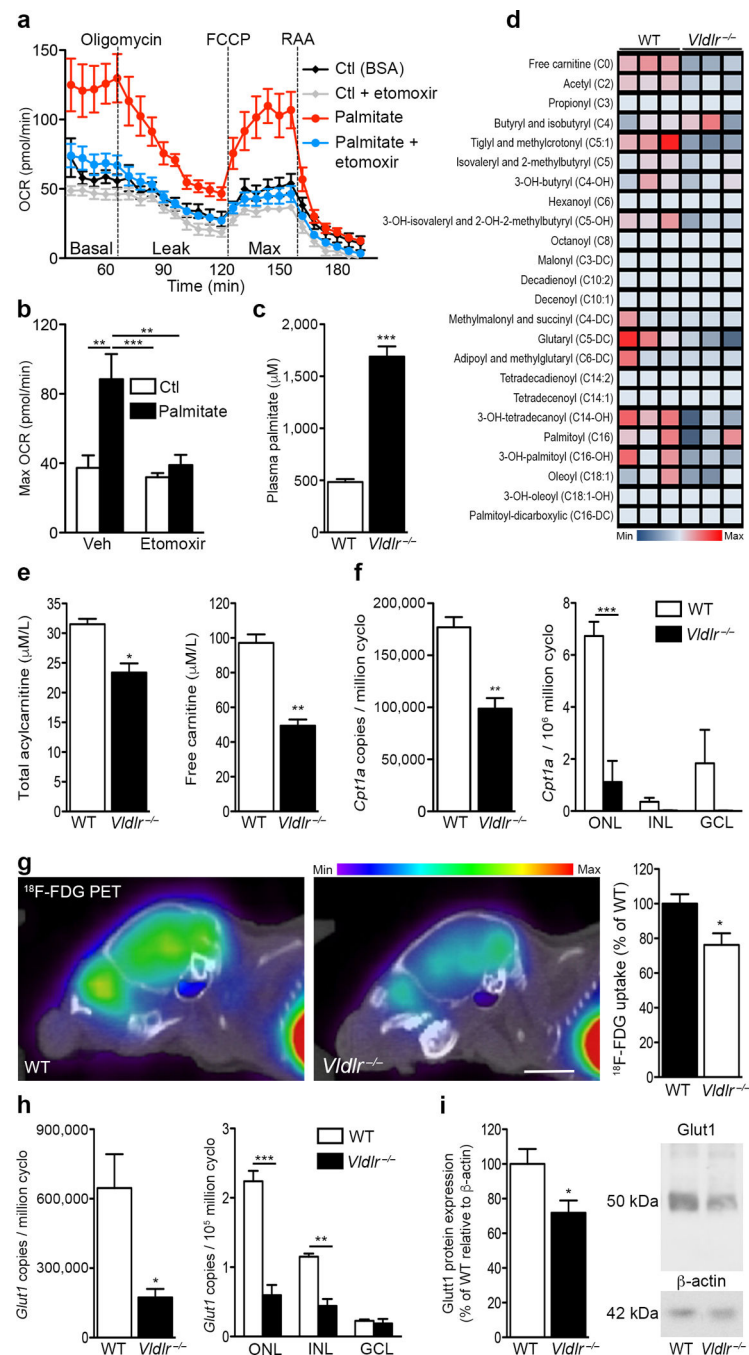 a
Oligomycin FCCP RAA
150
100
50
0
OCR (pmol/min)
Basal Leak Max
60 90 120 150 180
Time (min)
Ctl (BSA)
Ctl + etomoxir
Palmitate
Palmitate +
etomoxir
b
120
80
40
0
Max OCR (pmol/min)
**
***
**
Ctl
Palmitate
Veh Etomoxir
c
2,000
1,500
1,000
500
0
Plasma palmitate (µM)
***
WT Vldlr−/−
d
WT Vldlr−/−
Free carnitine (C0)
Acetyl (C2)
Propionyl (C3)
Butyryl and isobutyryl (C4)
Tiglyl and methylcrotonyl (C5:1)
Isovaleryl and 2-methylbutyryl (C5)
3-OH-butyryl (C4-OH)
Hexanoyl (C6)
3-OH-isovaleryl and 2-OH-2-methylbutyryl (C5-OH)
Octanoyl (C8)
Malonyl (C3-DC)
Decadienoyl (C10:2)
Decenoyl (C10:1)
Methylmalonyl and succinyl (C4-DC)
Glutaryl (C5-DC)
Adipoyl and methylglutaryl (C6-DC)
Tetradecadienoyl (C14:2)
Tetradecenoyl (C14:1)
3-OH-tetradecanoyl (C14-OH)
Palmitoyl (C16)
3-OH-palmitoyl (C16-OH)
Oleoyl (C18:1)
3-OH-oleoyl (C18:1-OH)
Palmitoyl-dicarboxylic (C16-DC)
Min Max
e
35
30
25
20
15
10
5
0
Total acylcarnitine (µM/L)
*
WT Vldlr−/−
120
100
80
60
40
20
0
Free carnitine (µM/L)
**
WT Vldlr−/−
f
200,000
150,000
100,000
50,000
0
Cpt1a copies / million cyclo
**
WT Vldlr−/−
8
6
4
2
0
Cpt1a / 10⁶ million cyclo
***
WT
Vldlr−/−
ONL INL GCL
g
Min Max
¹⁸F-FDG PET
WT
Vldlr−/−
120
100
80
60
40
20
0
¹⁸F-FDG uptake (% of WT)
*
WT Vldlr−/−
h
900,000
600,000
300,000
0
Glut1 copies / million cyclo
*
WT Vldlr−/−
3
2
1
0
Glut1 copies / 10⁵ million cyclo
***
**
WT
Vldlr−/−
ONL INL GCL
i
120
100
80
60
40
20
0
Glutt1 protein expression
(% of WT relative to β-actin)
*
WT Vldlr−/−
Glut1
50 kDa
β-actin
42 kDa
WT Vldlr−/−